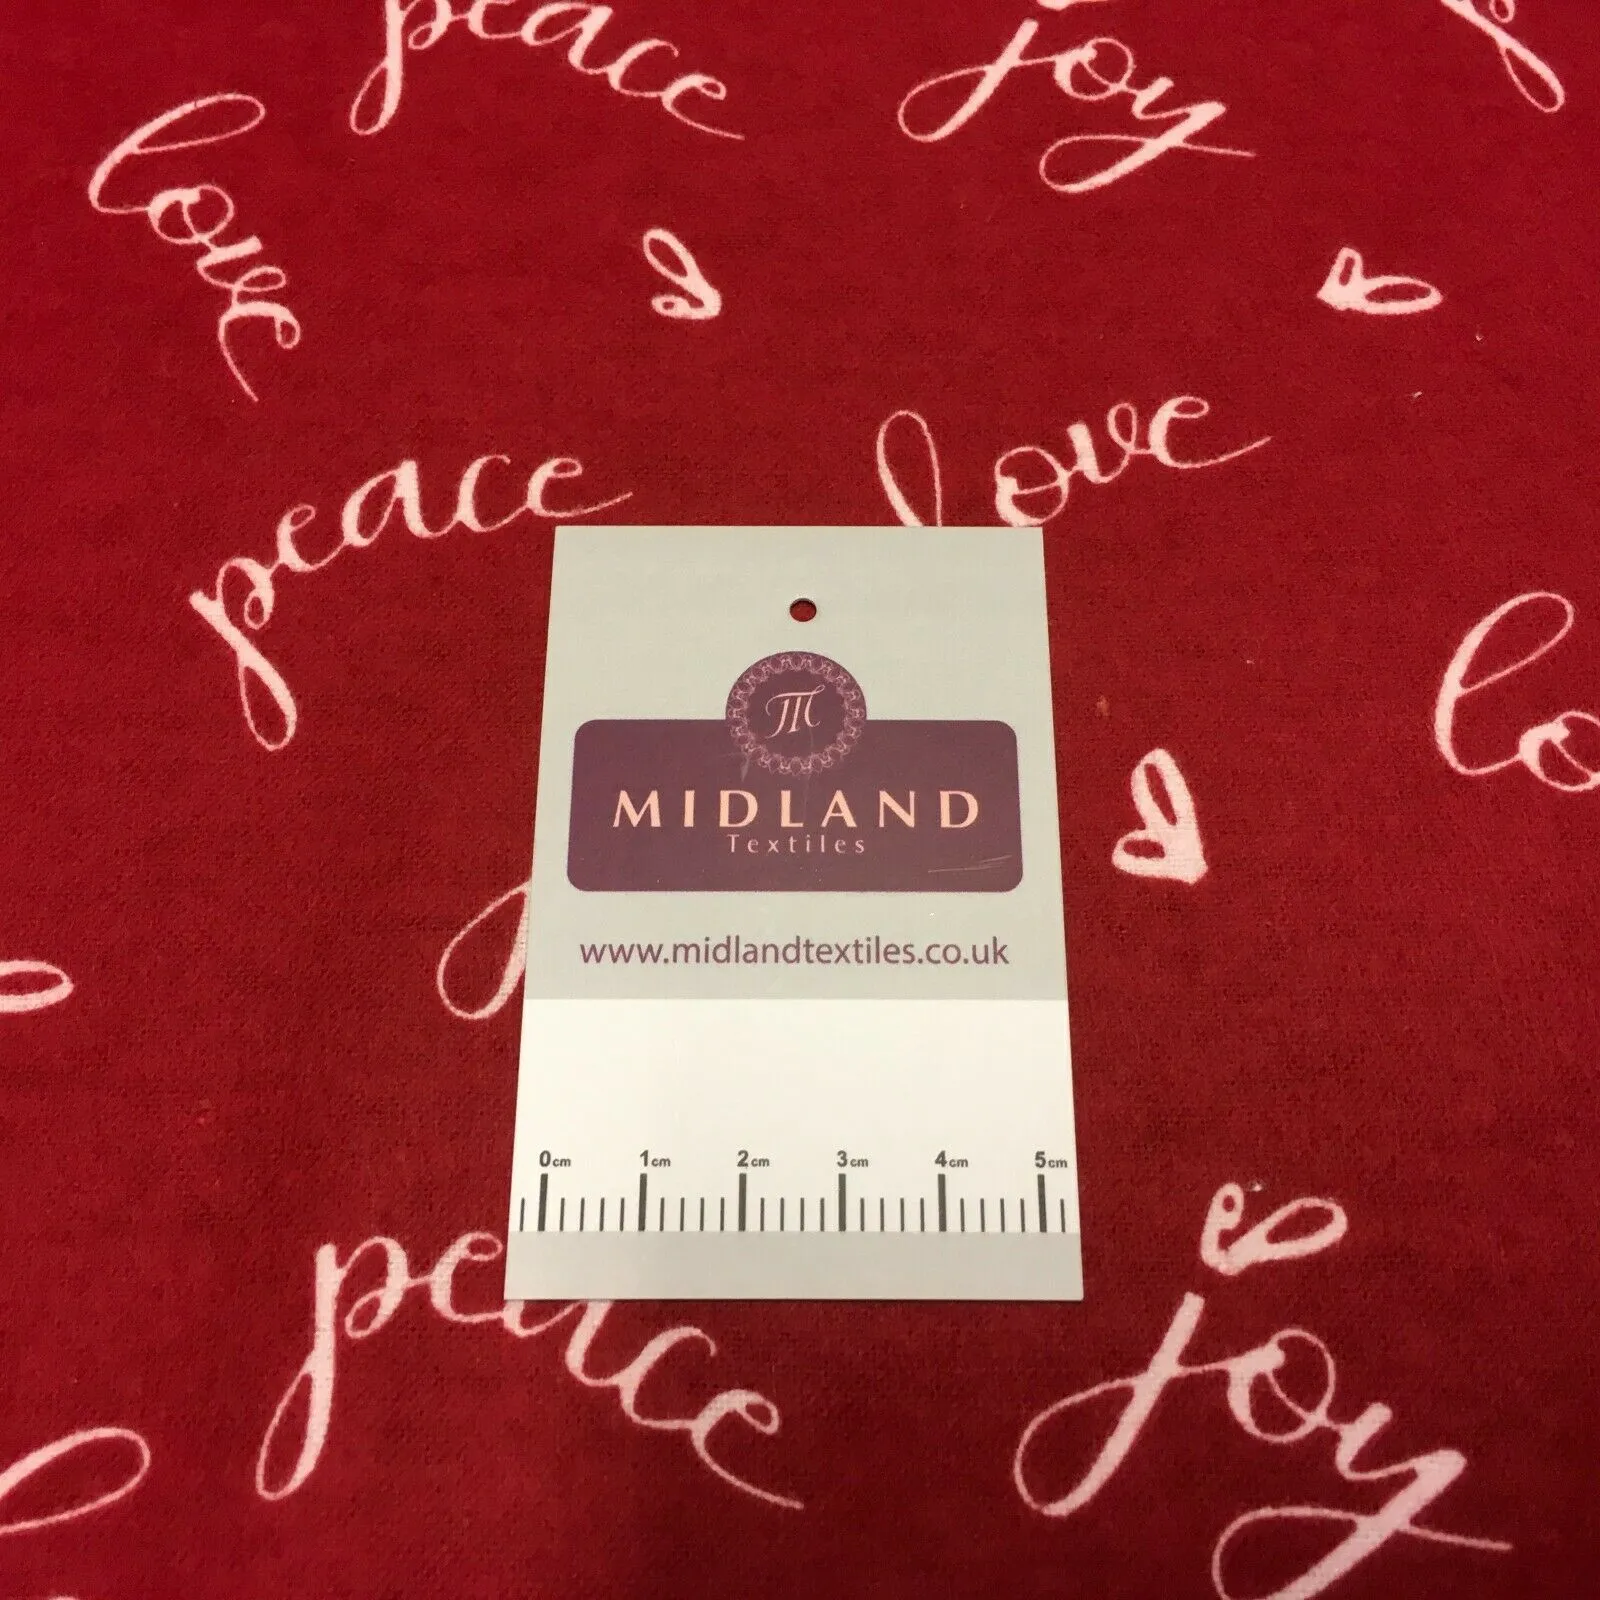 peace
joy
love
love
peace
lo
M
MIDLAND
Textiles
www.midlandtextiles.co.uk
0cm 1cm 2cm 3cm 4cm 5cm
peace
joy